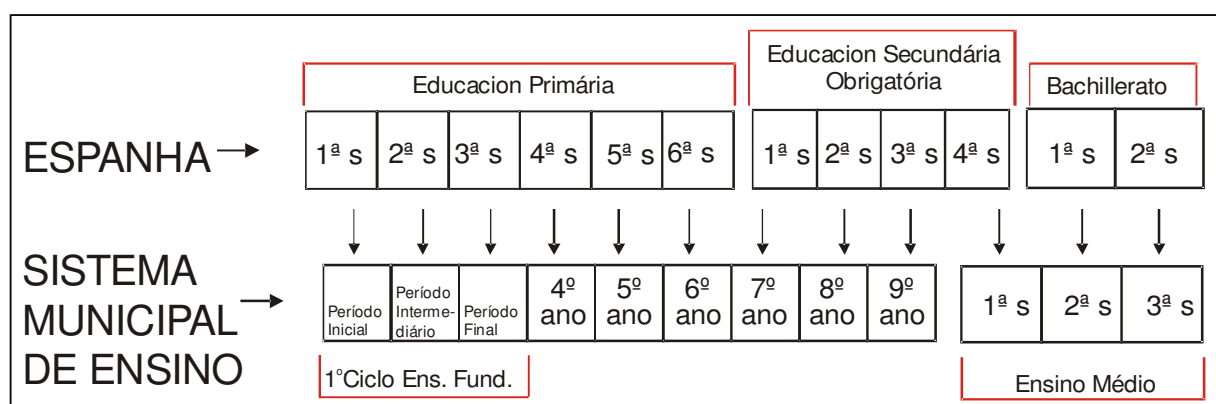 Educacion Primária
Educacion Secundária
Obrigatória
Bachillerato
ESPANHA
1ª s 2ª s 3ª s 4ª s 5ª s 6ª s
1ª s 2ª s 3ª s 4ª s
1ª s 2ª s
SISTEMA
MUNICIPAL
DE ENSINO
Período
Inicial
Período
Interme-
diário
Período
Final
4º
ano
5º
ano
6º
ano
7º
ano
8º
ano
9º
ano
1ª s 2ª s 3ª s
1ºCiclo Ens. Fund.
Ensino Médio